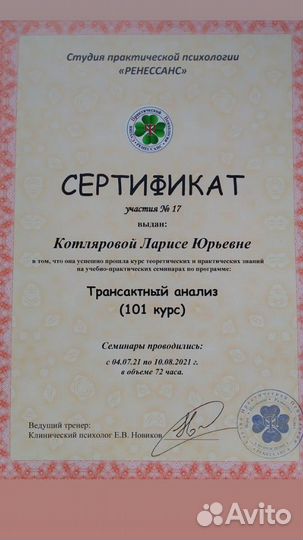 Студия практической психологии
«РЕНЕССАНС»
СЕРТИФИКАТ
участия № 17
выдан:
Котляровой Ларисе Юрьевне
в том, что она успешно прошла курс теоретических и практических знаний
на учебно-практических семинарах по программе:
Трансактный анализ
(101 курс)
Семинары проводились:
с 04.07.21 по 10.08.2021 г.
в объеме 72 часа.
Ведущий тренер:
Клинический психолог Е.В. Новиков
Avito